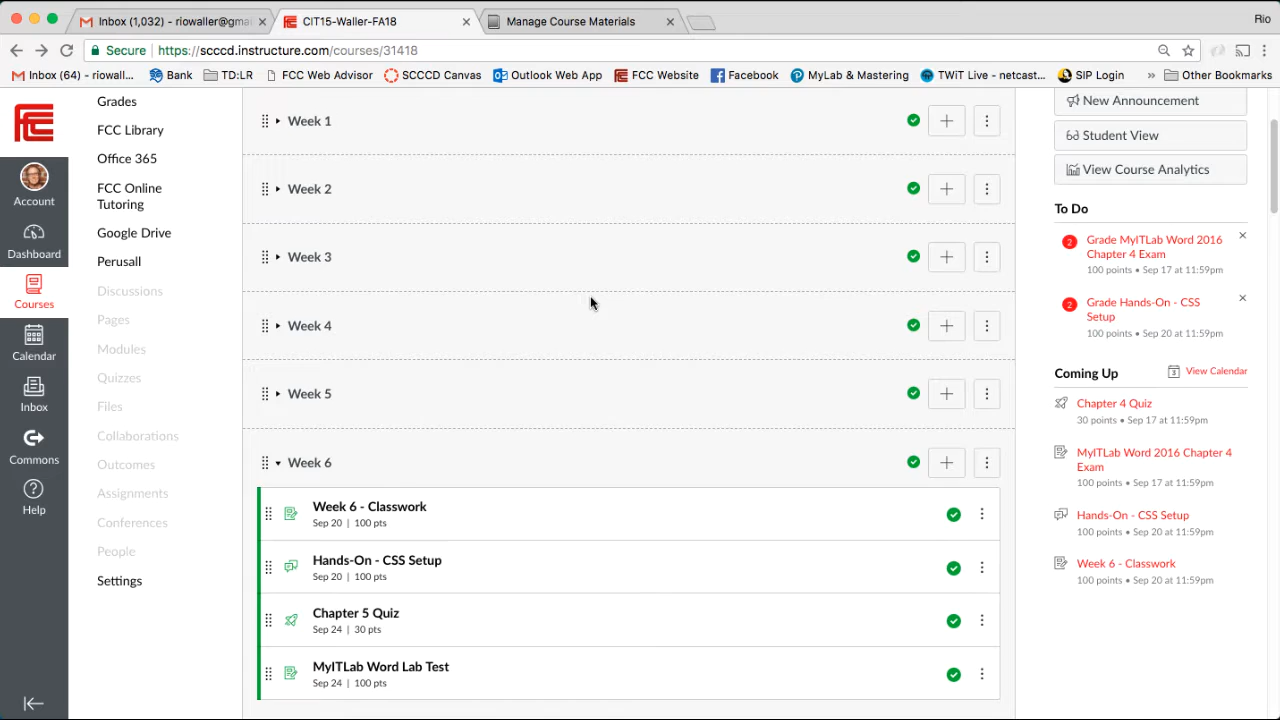 Inbox (1,032) - riowaller@gma
CIT15-Waller-FA18
Manage Course Materials
Rio
Secure
https://scccd.instructure.com/courses/31418
Inbox (64) - riowall...
Bank
TD:LR
FCC Web Advisor
SCCCD Canvas
Outlook Web App
FCC Website
Facebook
MyLab & Mastering
TWiT Live - netcast...
SIP Login
»
Other Bookmarks
FCC
Account
Dashboard
Courses
Calendar
Inbox
Commons
Help
Grades
FCC Library
Office 365
FCC Online
Tutoring
Google Drive
Perusall
Discussions
Pages
Modules
Quizzes
Files
Collaborations
Outcomes
Assignments
Conferences
People
Settings
Week 1
Week 2
Week 3
Week 4
Week 5
Week 6
Week 6 - Classwork
Sep 20 | 100 pts
Hands-On - CSS Setup
Sep 20 | 100 pts
Chapter 5 Quiz
Sep 24 | 30 pts
MyITLab Word Lab Test
Sep 24 | 100 pts
New Announcement
Student View
View Course Analytics
To Do
2
Grade MyITLab Word 2016
Chapter 4 Exam
100 points • Sep 17 at 11:59pm
2
Grade Hands-On - CSS
Setup
100 points • Sep 20 at 11:59pm
Coming Up
View Calendar
Chapter 4 Quiz
30 points • Sep 17 at 11:59pm
MyITLab Word 2016 Chapter 4
Exam
100 points • Sep 17 at 11:59pm
Hands-On - CSS Setup
100 points • Sep 20 at 11:59pm
Week 6 - Classwork
100 points • Sep 20 at 11:59pm